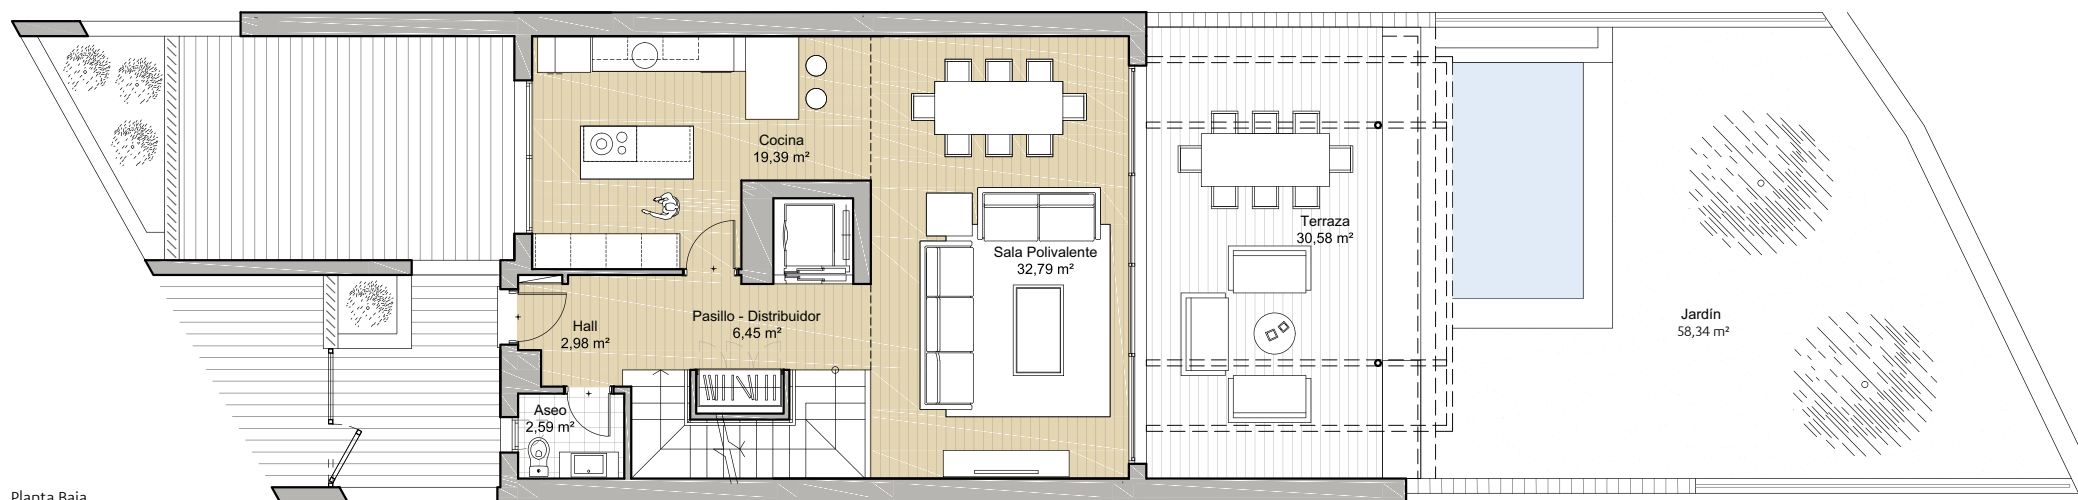 Cocina
19,39 m²
Terraza
30,58 m²
Sala Polivalente
32,79 m²
Jardín
58,34 m²
Pasillo - Distribuidor
6,45 m²
Hall
2,98 m²
Aseo
2,59 m²
Planta Baja